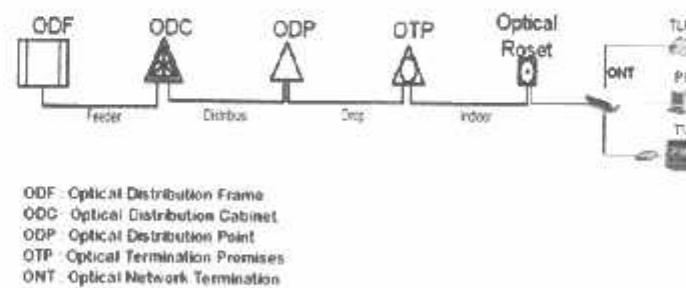 ODF ODC ODP OTP Optical
Roset
ONT
Feeder Distribusi Drop Indoor
ODF : Optical Distribution Frame
ODC : Optical Distribution Cabinet
ODP : Optical Distribution Point
OTP : Optical Termination Premises
ONT : Optical Network Termination